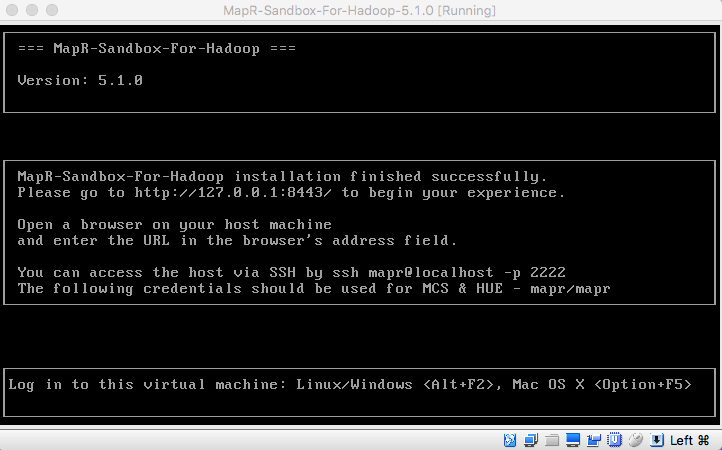 MapR-Sandbox-For-Hadoop-5.1.0 [Running]
=== MapR-Sandbox-For-Hadoop ===
Version: 5.1.0
MapR-Sandbox-For-Hadoop installation finished successfully.
Please go to http://127.0.0.1:8443/ to begin your experience.
Open a browser on your host machine
and enter the URL in the browser's address field.
You can access the host via SSH by ssh mapr@localhost -p 2222
The following credentials should be used for MCS & HUE - mapr/mapr
Log in to this virtual machine: Linux/Windows <Alt+F2>, Mac OS X <Option+F5>
Left ⌘